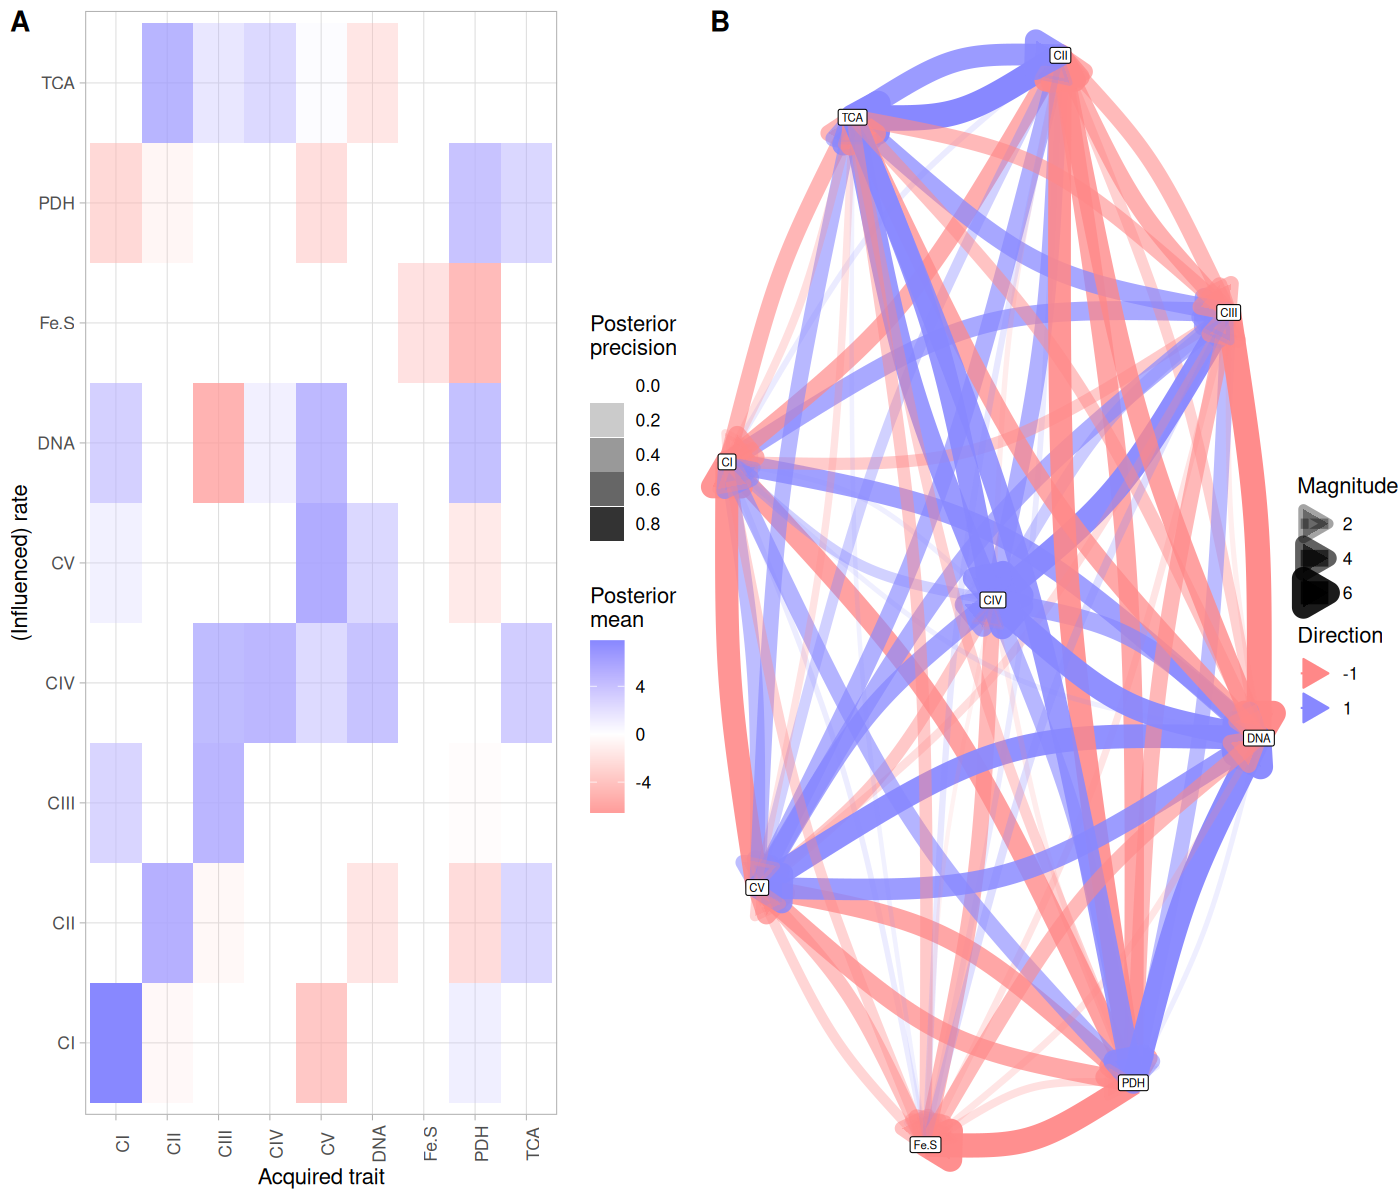 A
TCA
PDH
Fe.S
DNA
CV
CIV
CIII
CII
CI
(Influenced) rate
CI
CII
CIII
CIV
CV
DNA
Fe.S
PDH
TCA
Acquired trait
Posterior
precision
0.0
0.2
0.4
0.6
0.8
Posterior
mean
4
0
-4
B
CII
TCA
CIII
CI
CIV
DNA
CV
PDH
Fe.S
Magnitude
2
4
6
Direction
-1
1